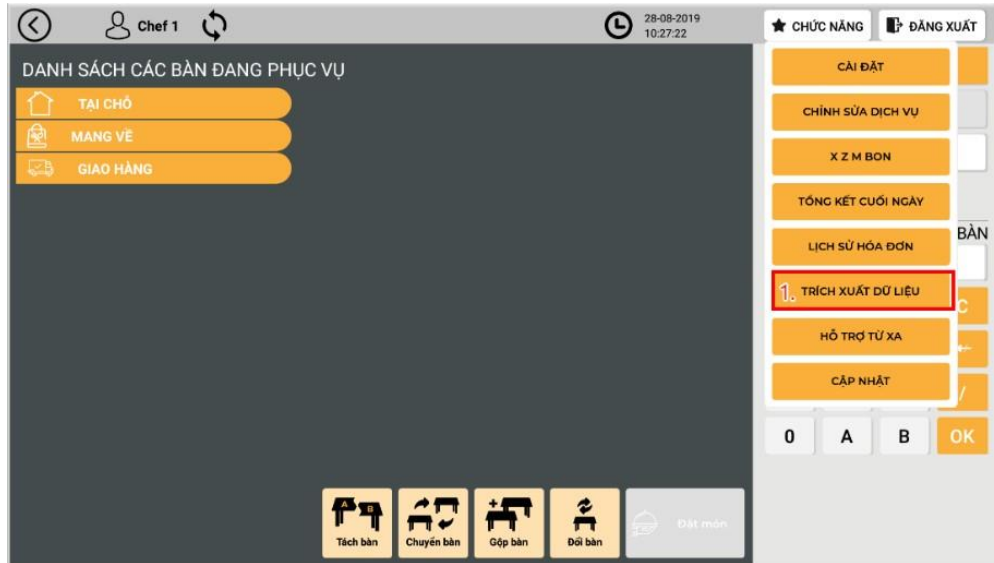 Chef 1
28-08-2019
10:27:22
CHỨC NĂNG
ĐĂNG XUẤT
DANH SÁCH CÁC BÀN ĐANG PHỤC VỤ
TẠI CHỖ
MANG VỀ
GIAO HÀNG
CÀI ĐẶT
CHỈNH SỬA DỊCH VỤ
X Z M BON
TỔNG KẾT CUỐI NGÀY
LỊCH SỬ HÓA ĐƠN
1. TRÍCH XUẤT DỮ LIỆU
HỖ TRỢ TỪ XA
CẬP NHẬT
BÀN
C
/
0 A B OK
Tách bàn
Chuyển bàn
Gộp bàn
Đổi bàn
Đặt món